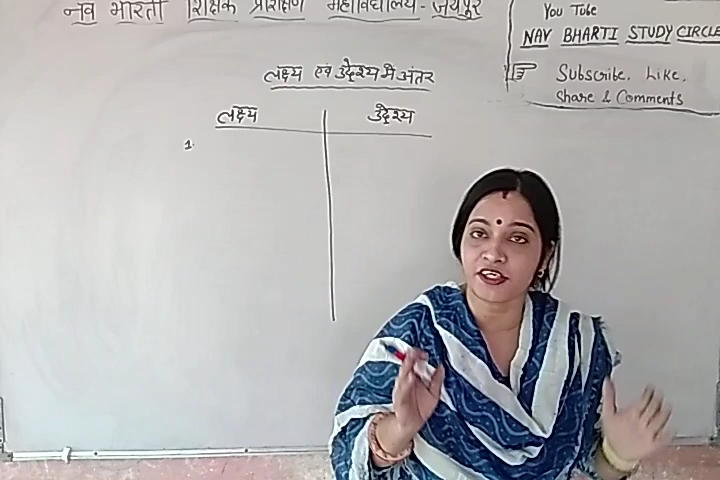 नव भारती शिक्षक प्रशिक्षण महाविद्यालय - जयपुर
You Tube
NAV BHARTI STUDY CIRCLE
Subscribe, Like,
Share & Comments
लक्ष्य एवं उद्देश्य में अंतर
लक्ष्य उद्देश्य
1.